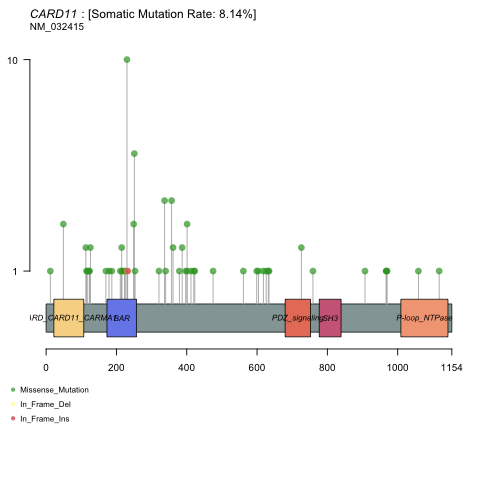 CARD11 : [Somatic Mutation Rate: 8.14%]
NM_032415
10
1
RD_CARD11_CARMA1 BAR PDZ_signaling SH3 P-loop_NTPase
0 200 400 600 800 1000 1154
Missense_Mutation
In_Frame_Del
In_Frame_Ins